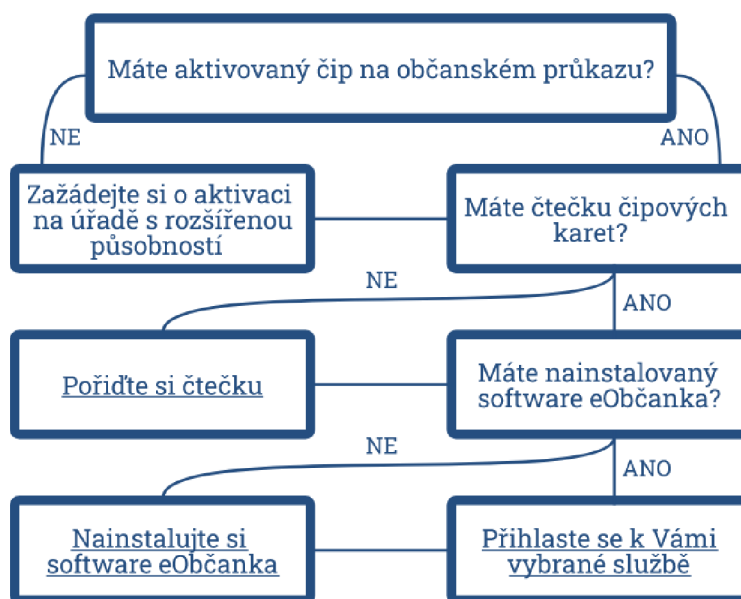 Máte aktivovaný čip na občanském průkazu?
NE
ANO
Zažádejte si o aktivaci
na úřadě s rozšířenou
působností
Máte čtečku čipových
karet?
NE
ANO
Pořiďte si čtečku
Máte nainstalovaný
software eObčanka?
NE
ANO
Nainstalujte si
software eObčanka
Přihlaste se k Vámi
vybrané službě